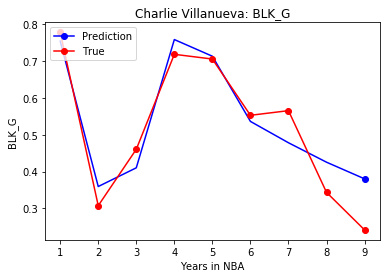 Charlie Villanueva: BLK_G
Prediction
True
0.8
0.7
0.6
0.5
0.4
0.3
BLK_G
1 2 3 4 5 6 7 8 9
Years in NBA